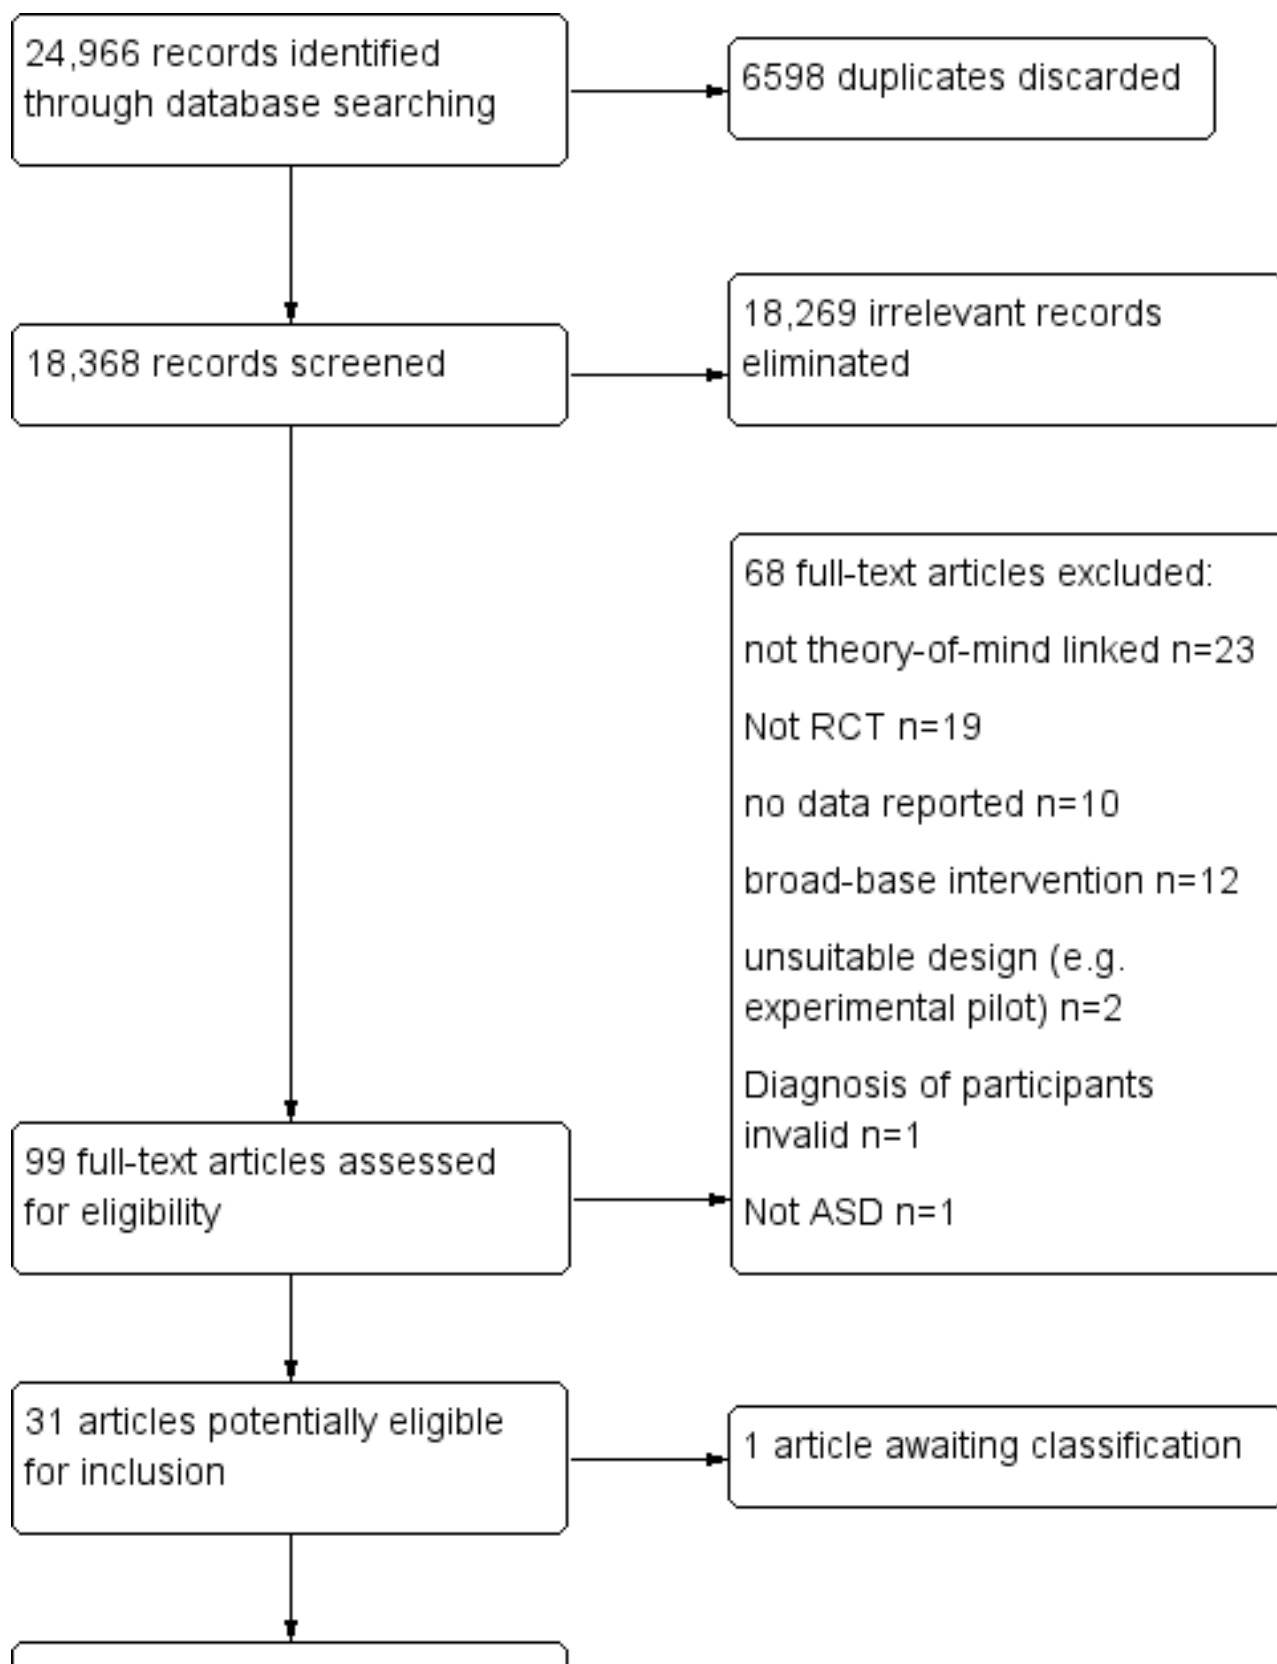 24,966 records identified
through database searching
6598 duplicates discarded
18,368 records screened
18,269 irrelevant records
eliminated
68 full-text articles excluded:
not theory-of-mind linked n=23
Not RCT n=19
no data reported n=10
broad-base intervention n=12
unsuitable design (e.g.
experimental pilot) n=2
Diagnosis of participants
invalid n=1
Not ASD n=1
99 full-text articles assessed
for eligibility
31 articles potentially eligible
for inclusion
1 article awaiting classification